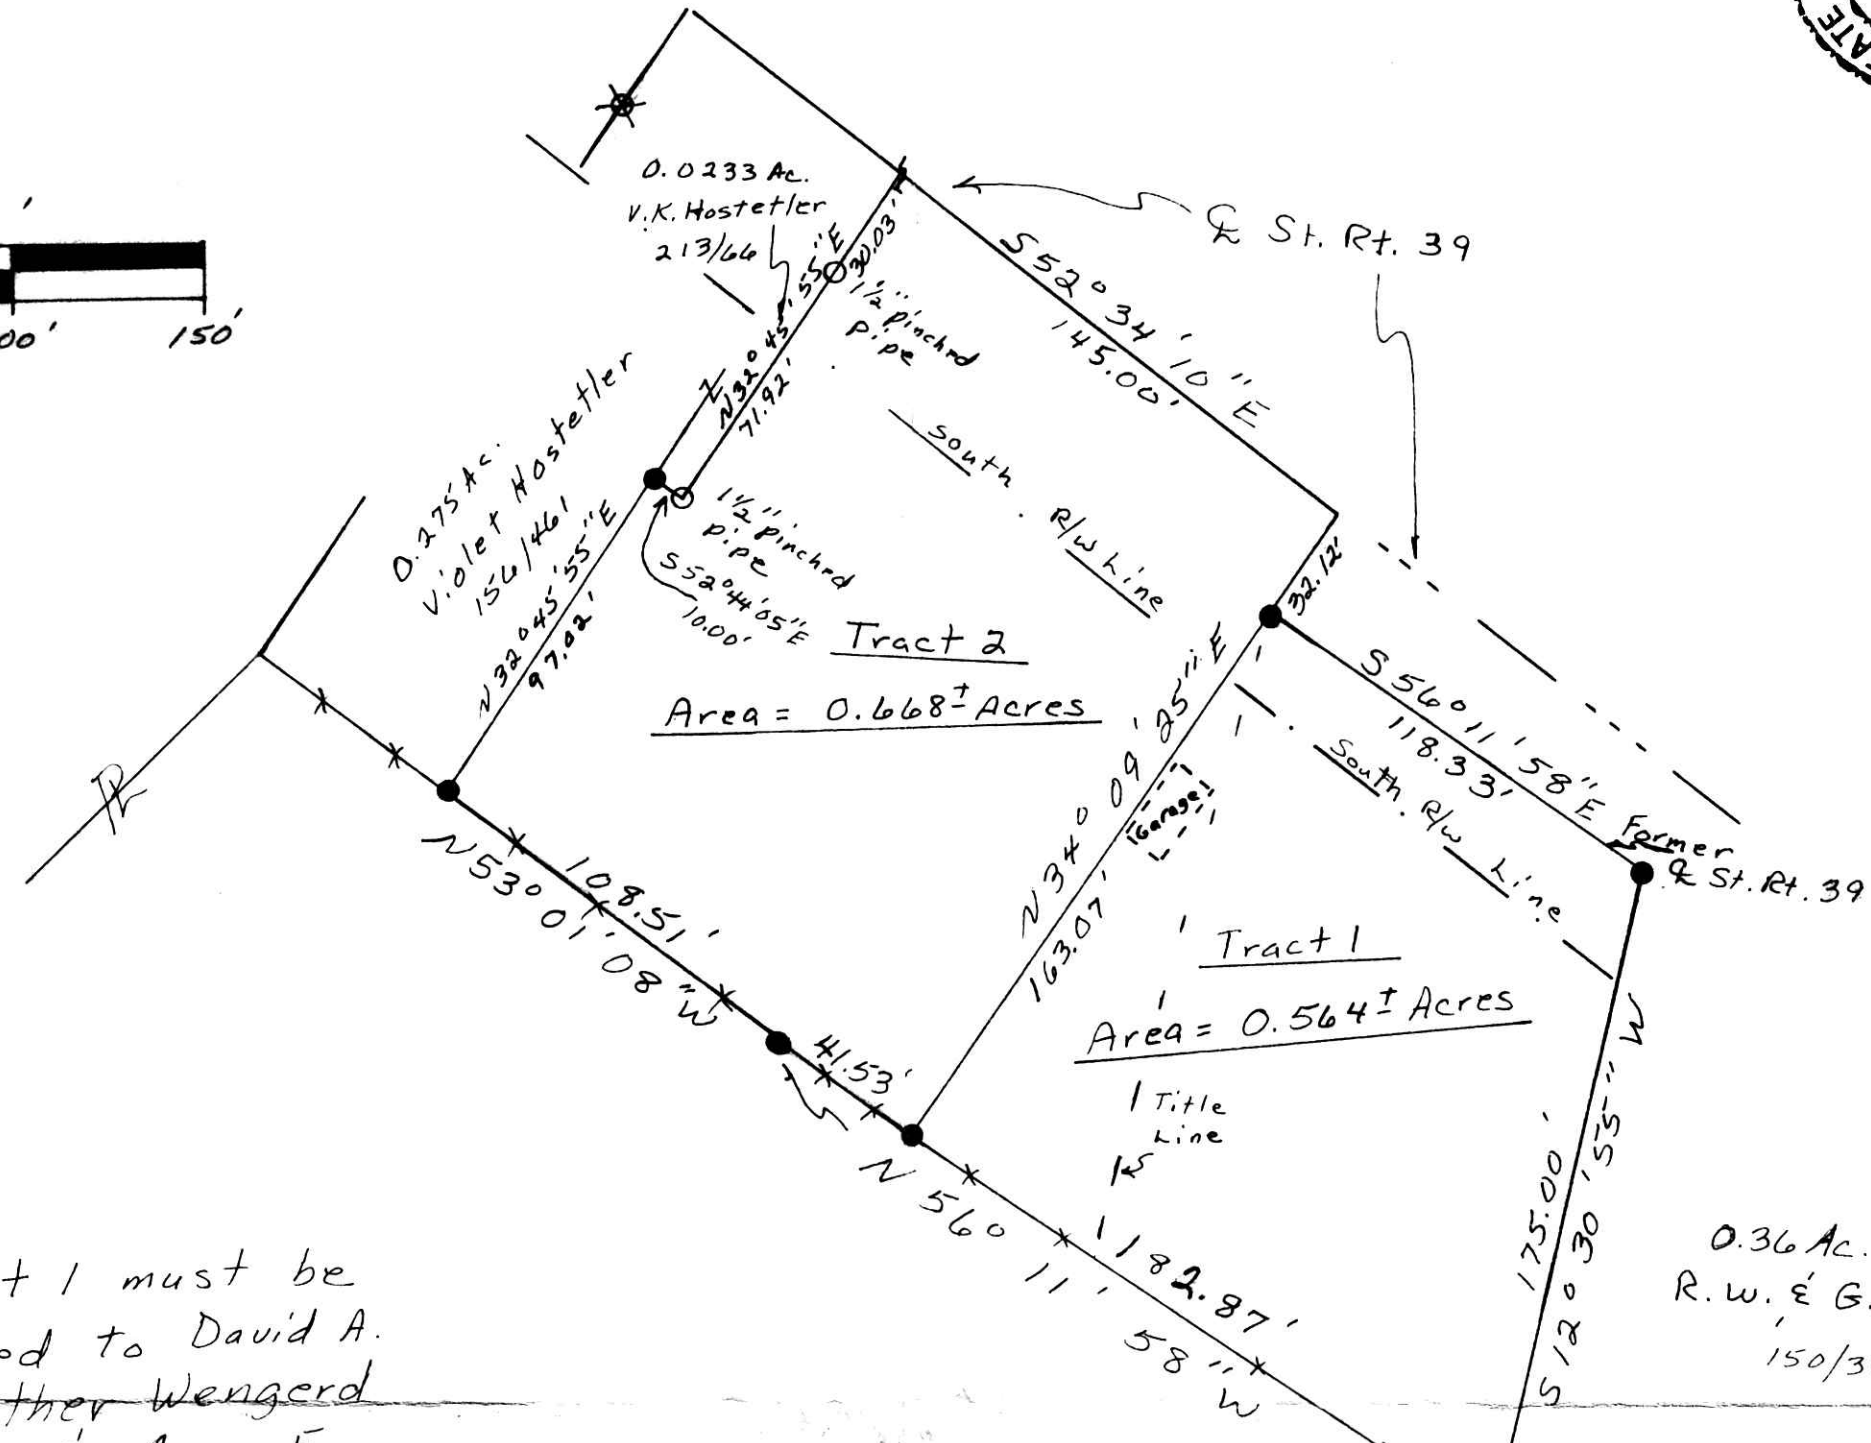 ATE
0.0233 Ac.
V.K. Hostetler
213/66
30.03'
1½" pinched
pipe
N32°45'55"E
71.92'
℄ St. Rt. 39
S52°34'10"E
145.00'
00'
150'
0.275 Ac.
Violet Hostetler
156/461
1½" pinched
pipe
S52°44'05"E
10.00'
N32°45'55"E
97.02'
South R/W Line
32.12'
Tract 2
Area = 0.668± Acres
S56°11'58"E
118.33'
Former
℄ St. Rt. 39
South R/W Line
Garage
N34°09'25"E
163.07'
PL
108.51'
N53°01'08"W
41.53'
Tract 1
Area = 0.564± Acres
Title
Line
N56°11'58"W
182.87'
175.00'
S12°30'55"W
0.36 Ac.
R.W. & G.
150/3
t 1 must be
ed to David A.
ther Wengerd